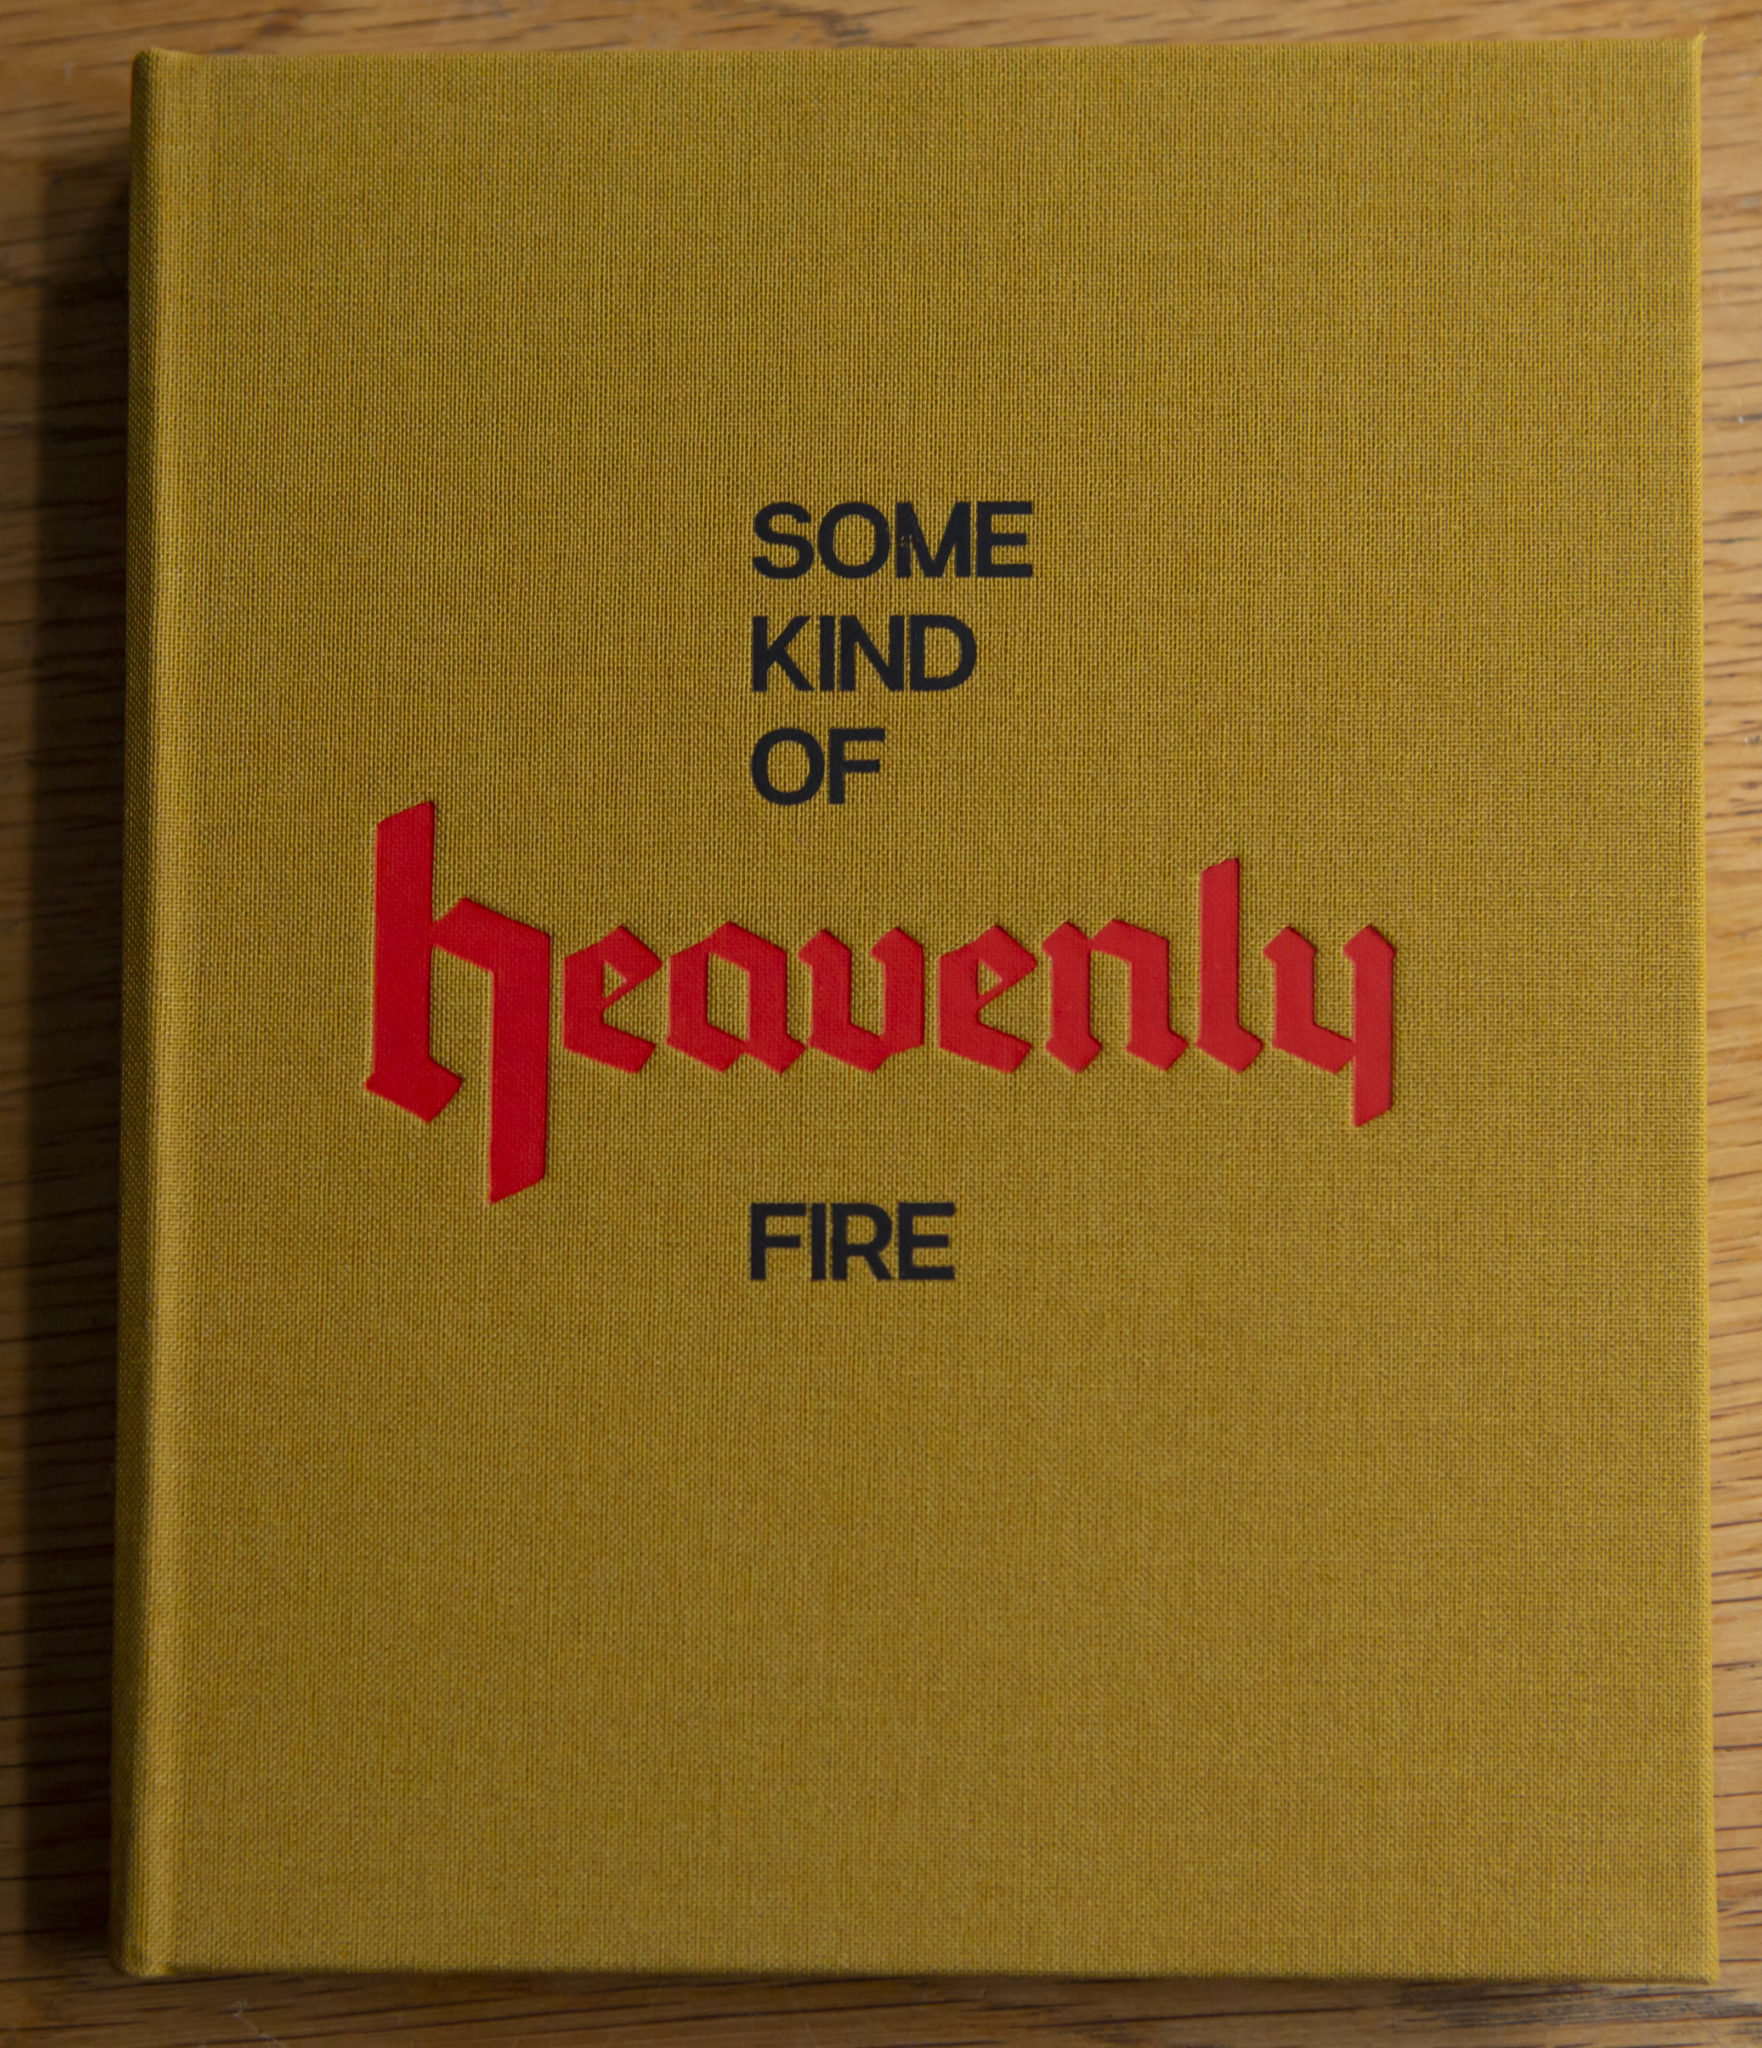 SOME
KIND
OF
heavenly
FIRE